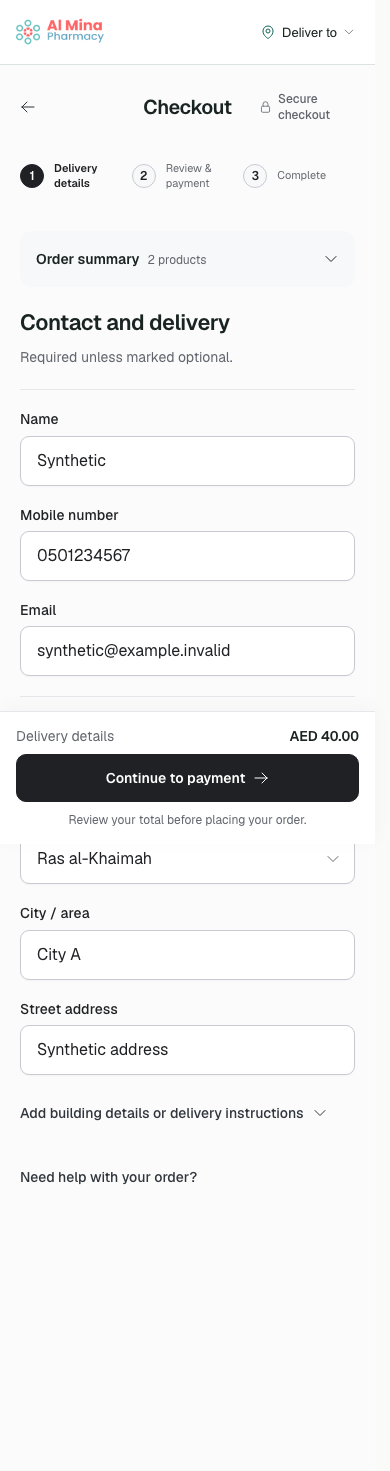 Al Mina
Pharmacy
Deliver to
Checkout
Secure
checkout
1
Delivery
details
2
Review &
payment
3
Complete
Order summary 2 products
Contact and delivery
Required unless marked optional.
Name
Synthetic
Mobile number
0501234567
Email
synthetic@example.invalid
Delivery details AED 40.00
Continue to payment
Review your total before placing your order.
Ras al-Khaimah
City / area
City A
Street address
Synthetic address
Add building details or delivery instructions
Need help with your order?